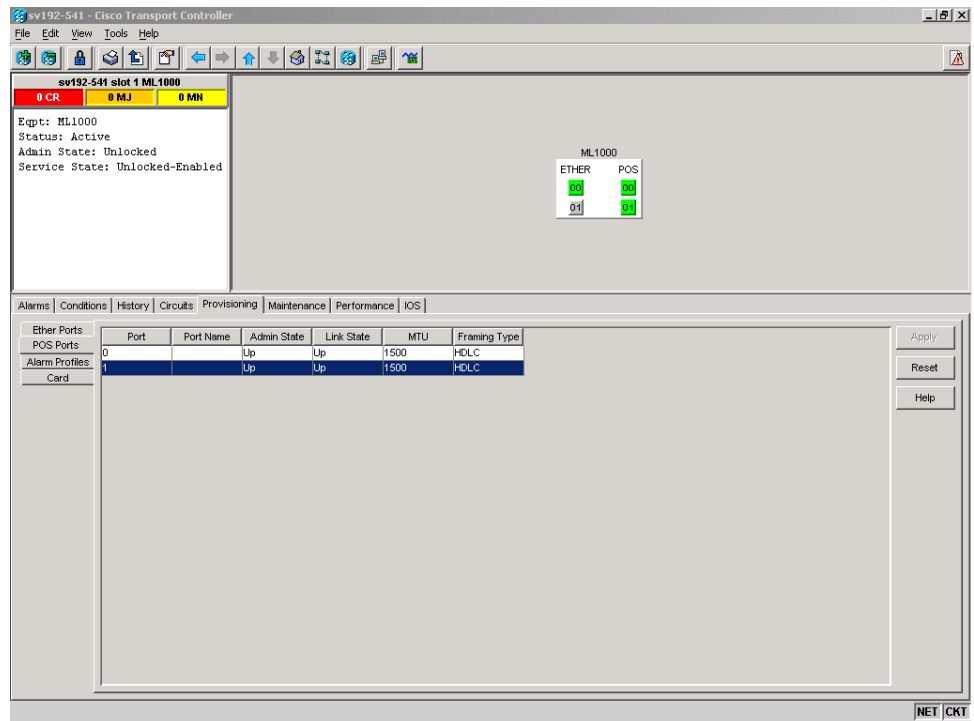 sv192-541 - Cisco Transport Controller
File Edit View Tools Help
sv192-541 slot 1 ML1000
0 CR 0 MJ 0 MN
Eqpt: ML1000
Status: Active
Admin State: Unlocked
Service State: Unlocked-Enabled
ML1000
ETHER POS
00 00
01 01
Alarms Conditions History Circuits Provisioning Maintenance Performance IOS
Ether Ports
POS Ports
Alarm Profiles
Card
Port Port Name Admin State Link State MTU Framing Type
0 Up Up 1500 HDLC
1 Up Up 1500 HDLC
Apply
Reset
Help
NET CKT